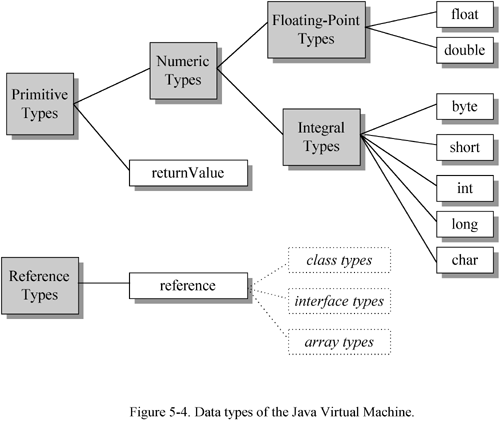 Primitive
Types
Numeric
Types
returnValue
Floating-Point
Types
float
double
Integral
Types
byte
short
int
long
char
Reference
Types
reference
class types
interface types
array types
Figure 5-4. Data types of the Java Virtual Machine.